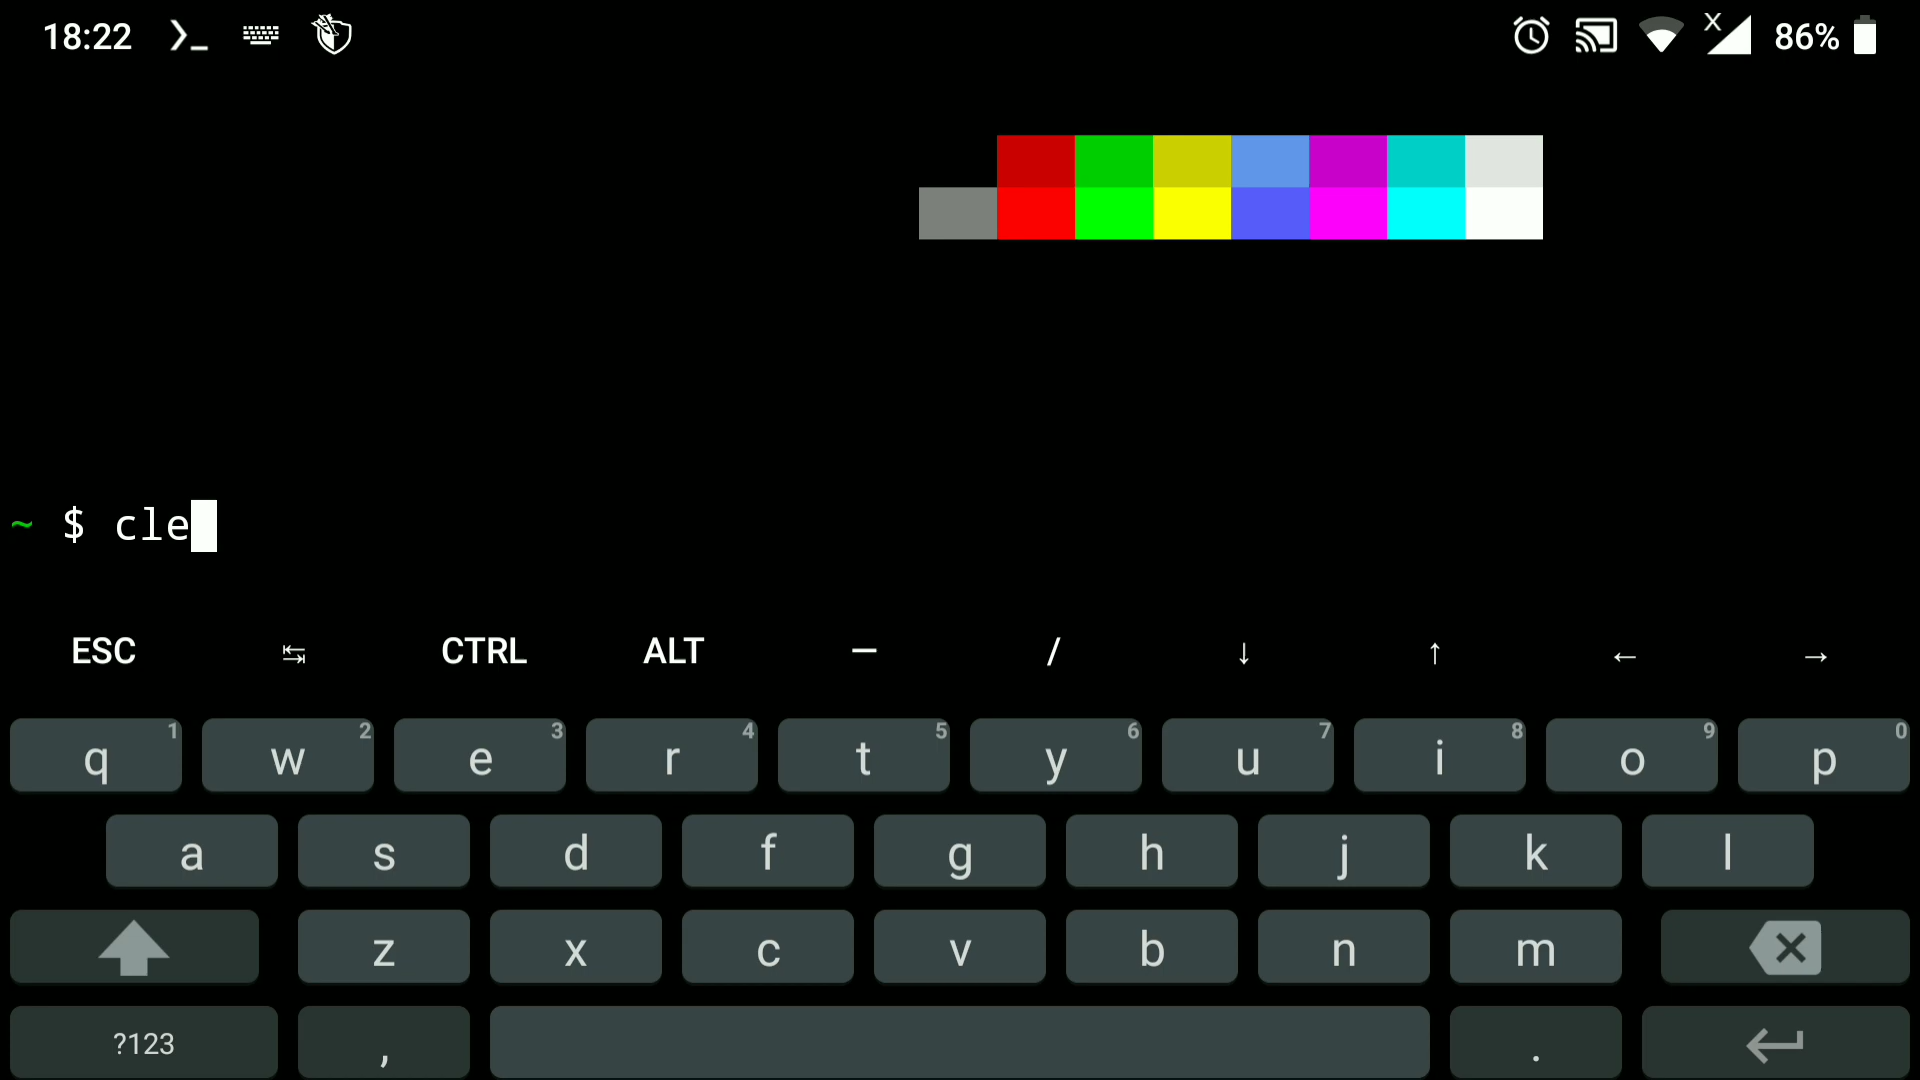 18:22 86%
~ $ cle
ESC ⇆ CTRL ALT — / ↓ ↑ ← →
q 1 w 2 e 3 r 4 t 5 y 6 u 7 i 8 o 9 p 0
a s d f g h j k l
z x c v b n m
?123 , .